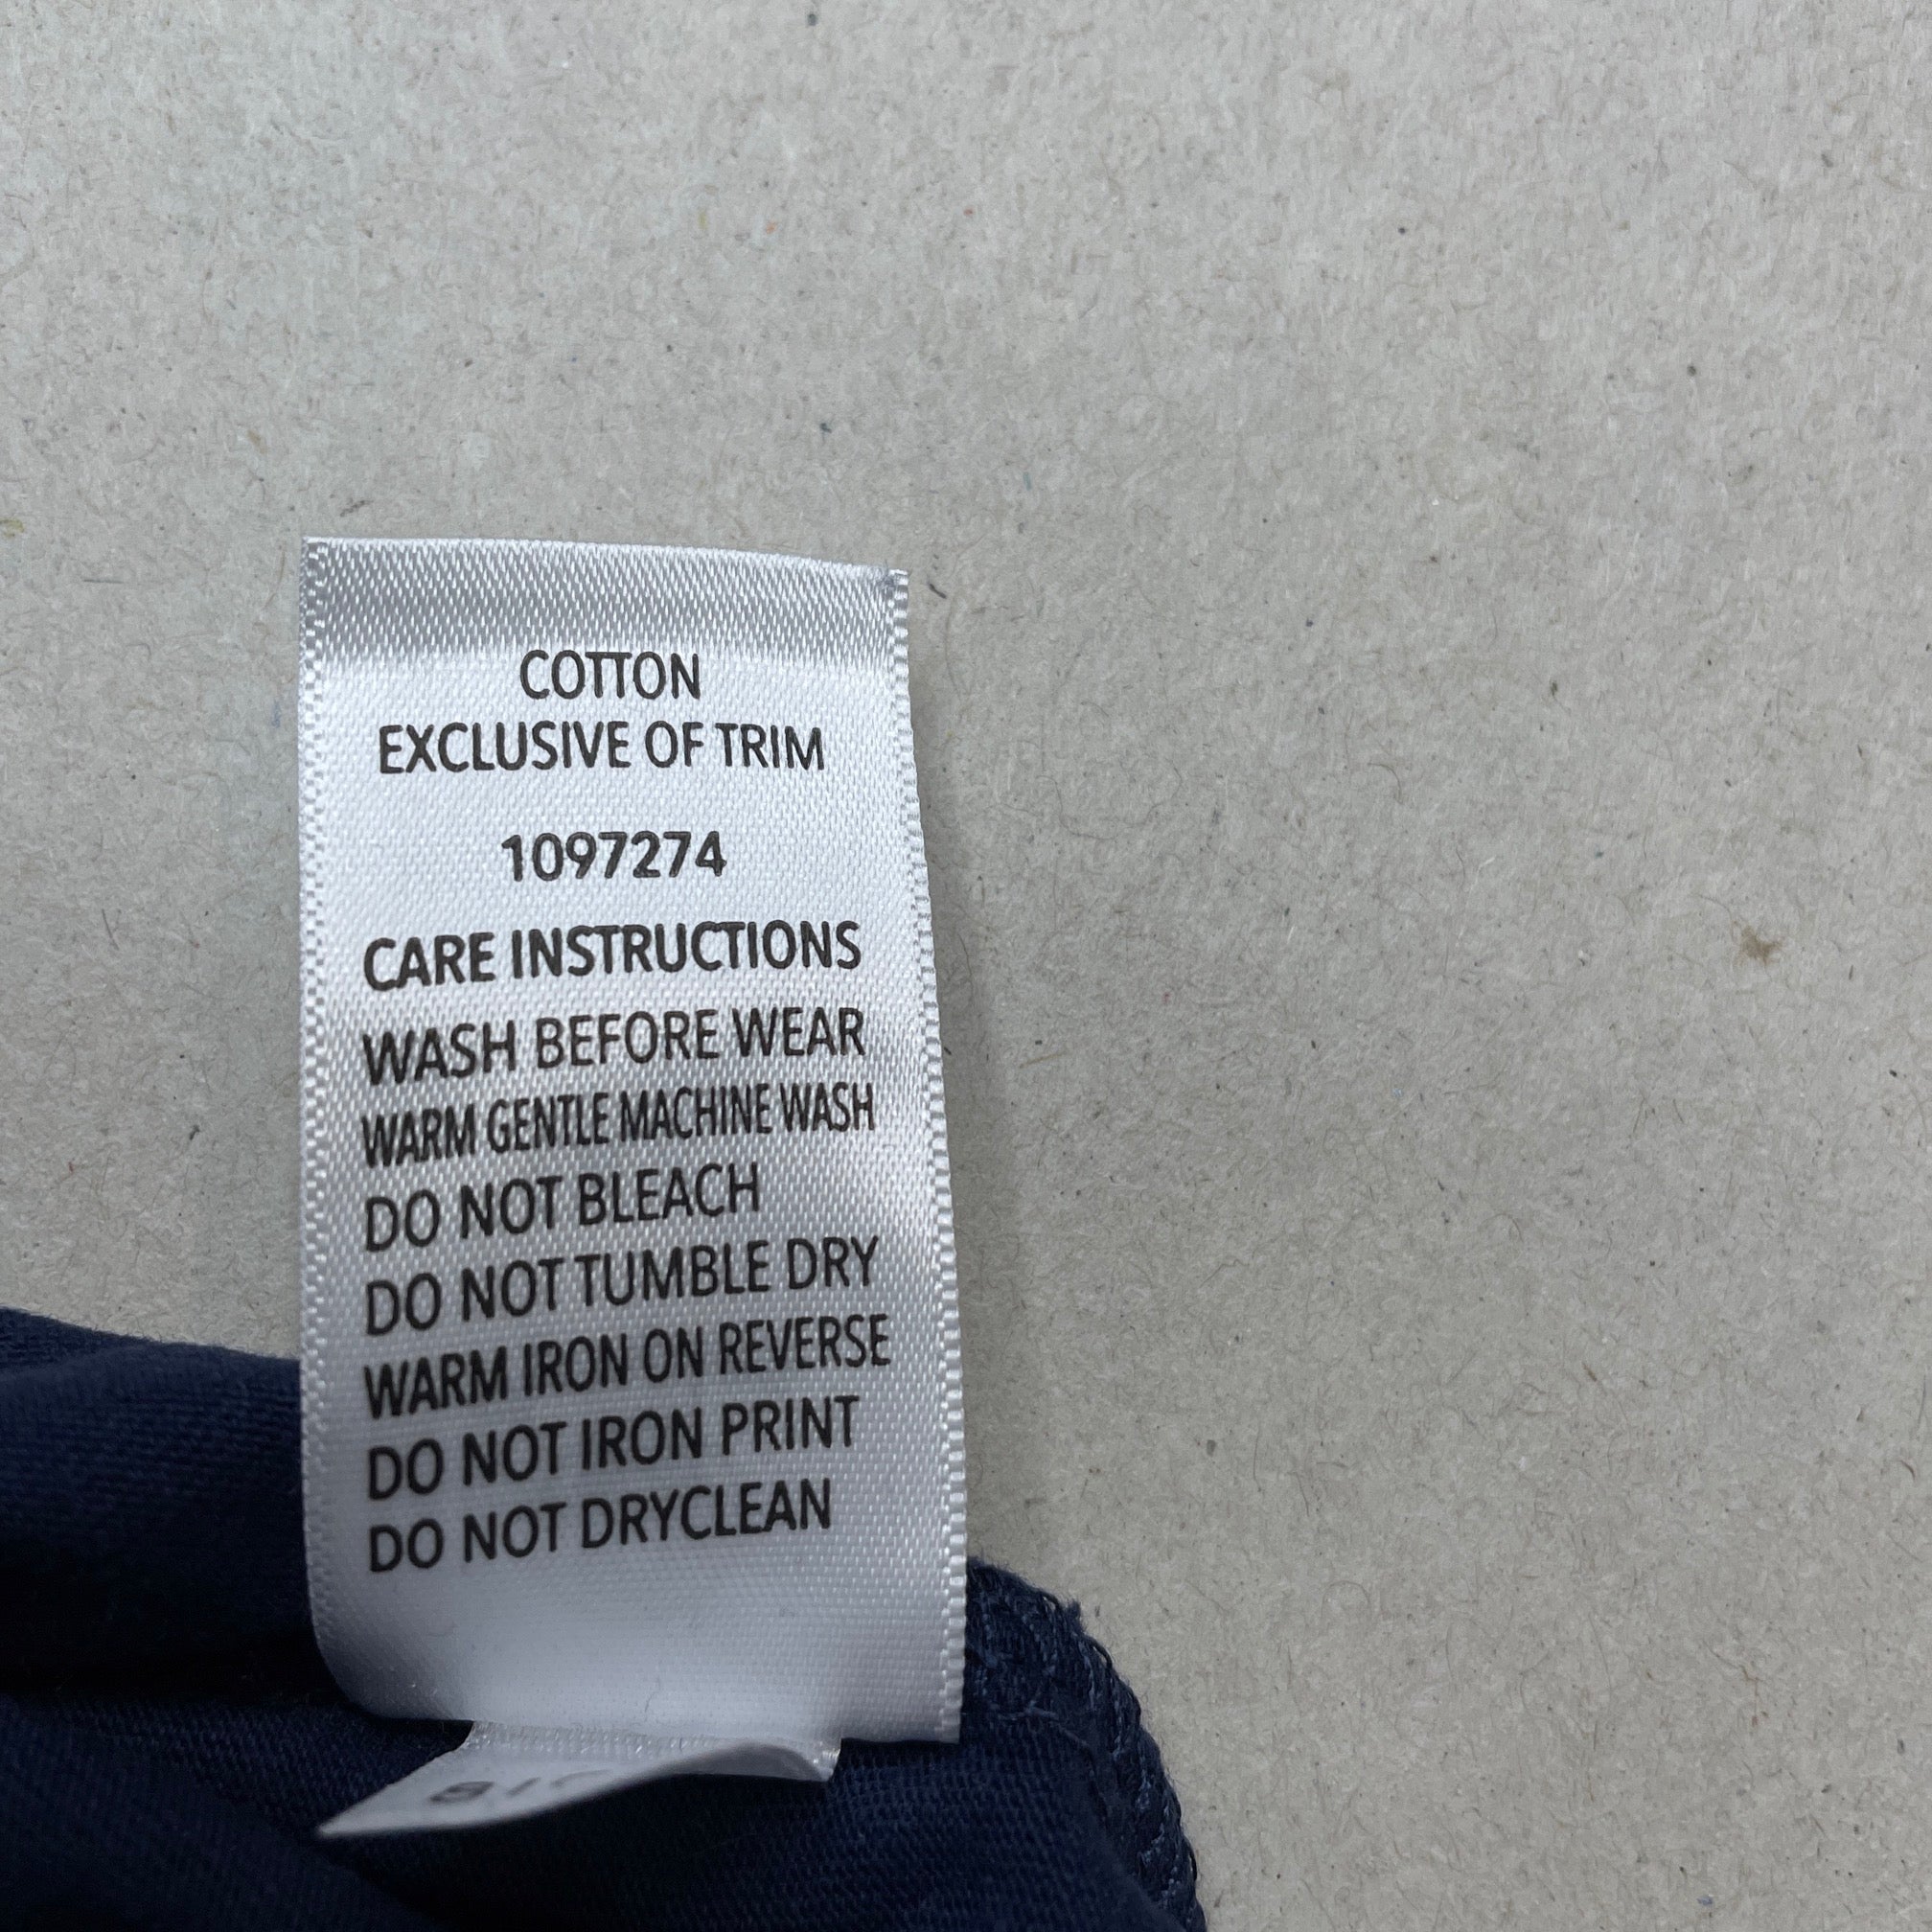 COTTON
EXCLUSIVE OF TRIM
1097274
CARE INSTRUCTIONS
WASH BEFORE WEAR
WARM GENTLE MACHINE WASH
DO NOT BLEACH
DO NOT TUMBLE DRY
WARM IRON ON REVERSE
DO NOT IRON PRINT
DO NOT DRYCLEAN